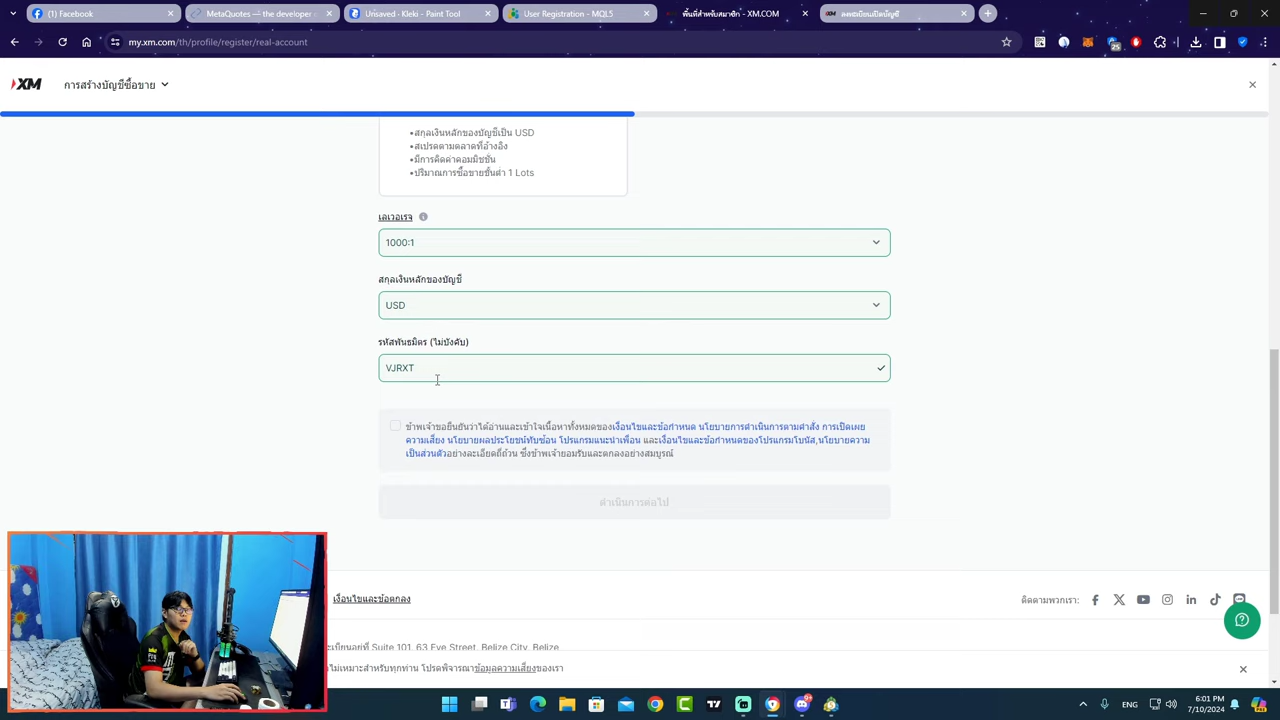 (1) Facebook
MetaQuotes — the developer o
Unsaved - Kleki - Paint Tool
User Registration - MQL5
พื้นที่สำหรับสมาชิก - XM.COM
ลงทะเบียนเปิดบัญชี
my.xm.com/th/profile/register/real-account
25
XM
การสร้างบัญชีซื้อขาย
•สกุลเงินหลักของบัญชีเป็น USD
•สเปรดตามตลาดที่อ้างอิง
•มีการคิดค่าคอมมิชชั่น
•ปริมาณการซื้อขายขั้นต่ำ 1 Lots
เลเวอเรจ
1000:1
สกุลเงินหลักของบัญชี
USD
รหัสพันธมิตร (ไม่บังคับ)
VJRXT
ข้าพเจ้าขอยืนยันว่าได้อ่านและเข้าใจเนื้อหาทั้งหมดของเงื่อนไขและข้อกำหนด นโยบายการดำเนินการตามคำสั่ง การเปิดเผย
ความเสี่ยง นโยบายผลประโยชน์ทับซ้อน โปรแกรมแนะนำเพื่อน และเงื่อนไขและข้อกำหนดของโปรแกรมโบนัส,นโยบายความ
เป็นส่วนตัวอย่างละเอียดถี่ถ้วน ซึ่งข้าพเจ้ายอมรับและตกลงอย่างสมบูรณ์
ดำเนินการต่อไป
เงื่อนไขและข้อตกลง
ติดตามพวกเรา:
ะเบียนอยู่ที่ Suite 101, 63 Eve Street, Belize City, Belize
ไม่เหมาะสำหรับทุกท่าน โปรดพิจารณาข้อมูลความเสี่ยงของเรา
ENG
6:01 PM
7/10/2024